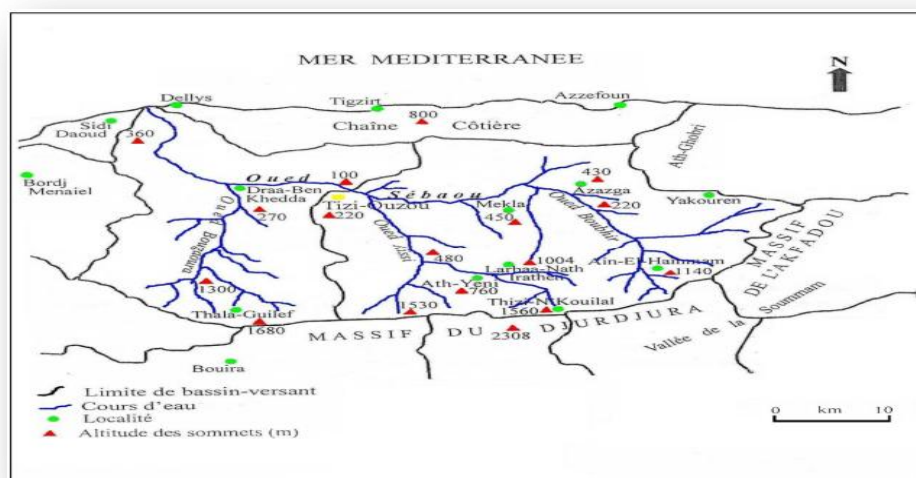 MER MEDITERRANEE
N
Dellys
Tigzirt
Azzefoun
Sidi
Daoud
360
800
Chaîne Côtière
Ath-Ghobri
Bordj
Menaiel
Oued
100
Sébaou
430
Azazga
Draa-Ben
Khedda
270
Tizi-Ouzou
220
Mekla
450
220
Yakouren
Oued Bougdoura
Oued Aissi
Oued Boubhir
480
1004
Larbaa-Nath
Irathen
Ain-El-Hammam
1140
MASSIF
DE L'AKFADOU
Ath-Yeni
760
1300
Thala-Guilef
1680
1530
Thizi-N'Kouilal
1560
MASSIF DU DJURDJURA
2308
Vallée de la Soummam
Bouira
Limite de bassin-versant
Cours d'eau
Localité
Altitude des sommets (m)
0 km 10